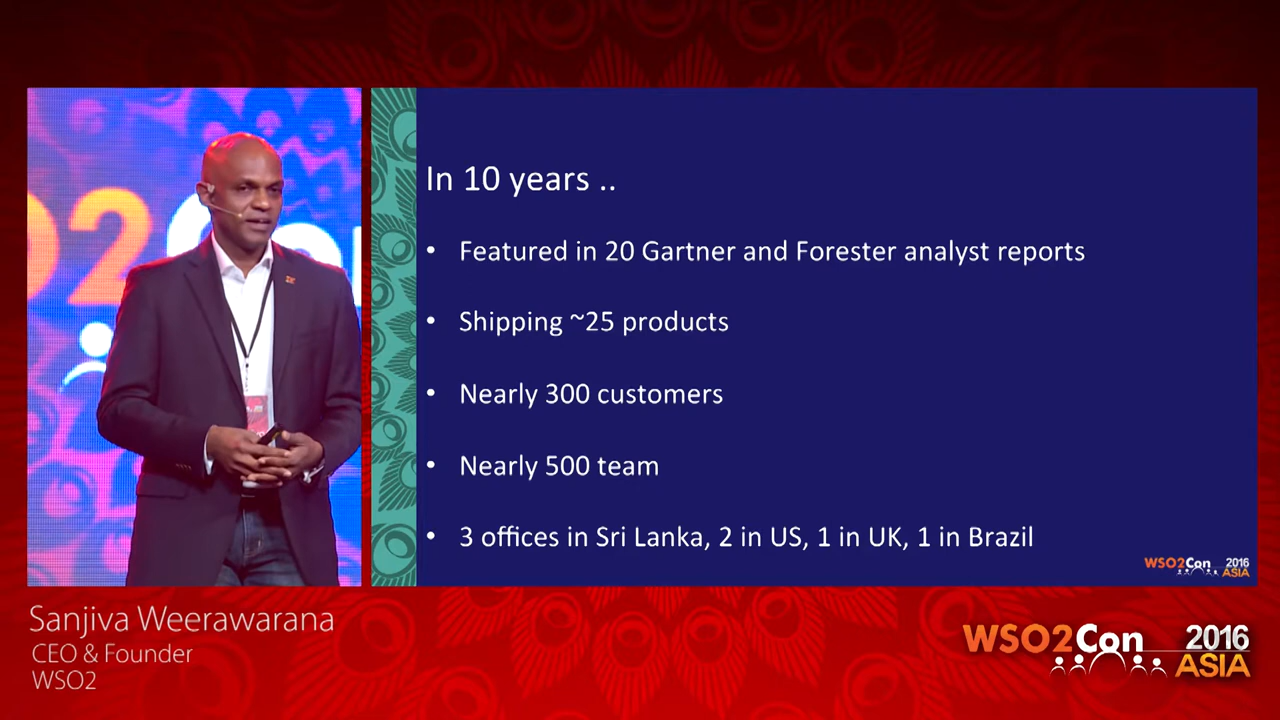 O2Con
In 10 years ..
• Featured in 20 Gartner and Forester analyst reports
• Shipping ~25 products
• Nearly 300 customers
• Nearly 500 team
• 3 offices in Sri Lanka, 2 in US, 1 in UK, 1 in Brazil
WSO2Con 2016
ASIA
Sanjiva Weerawarana
CEO & Founder
WSO2
WSO2Con 2016
ASIA